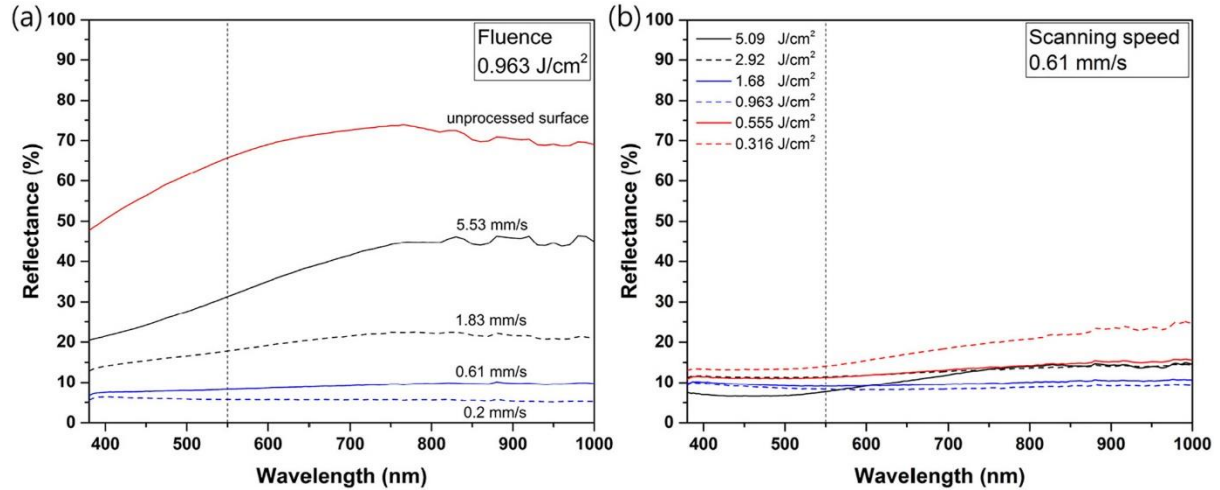 (a)
Fluence
0.963 J/cm²
unprocessed surface
5.53 mm/s
1.83 mm/s
0.61 mm/s
0.2 mm/s
100
90
80
70
60
50
40
30
20
10
0
Reflectance (%)
400 500 600 700 800 900 1000
Wavelength (nm)
(b)
5.09 J/cm²
2.92 J/cm²
1.68 J/cm²
0.963 J/cm²
0.555 J/cm²
0.316 J/cm²
Scanning speed
0.61 mm/s
100
90
80
70
60
50
40
30
20
10
0
Reflectance (%)
400 500 600 700 800 900 1000
Wavelength (nm)